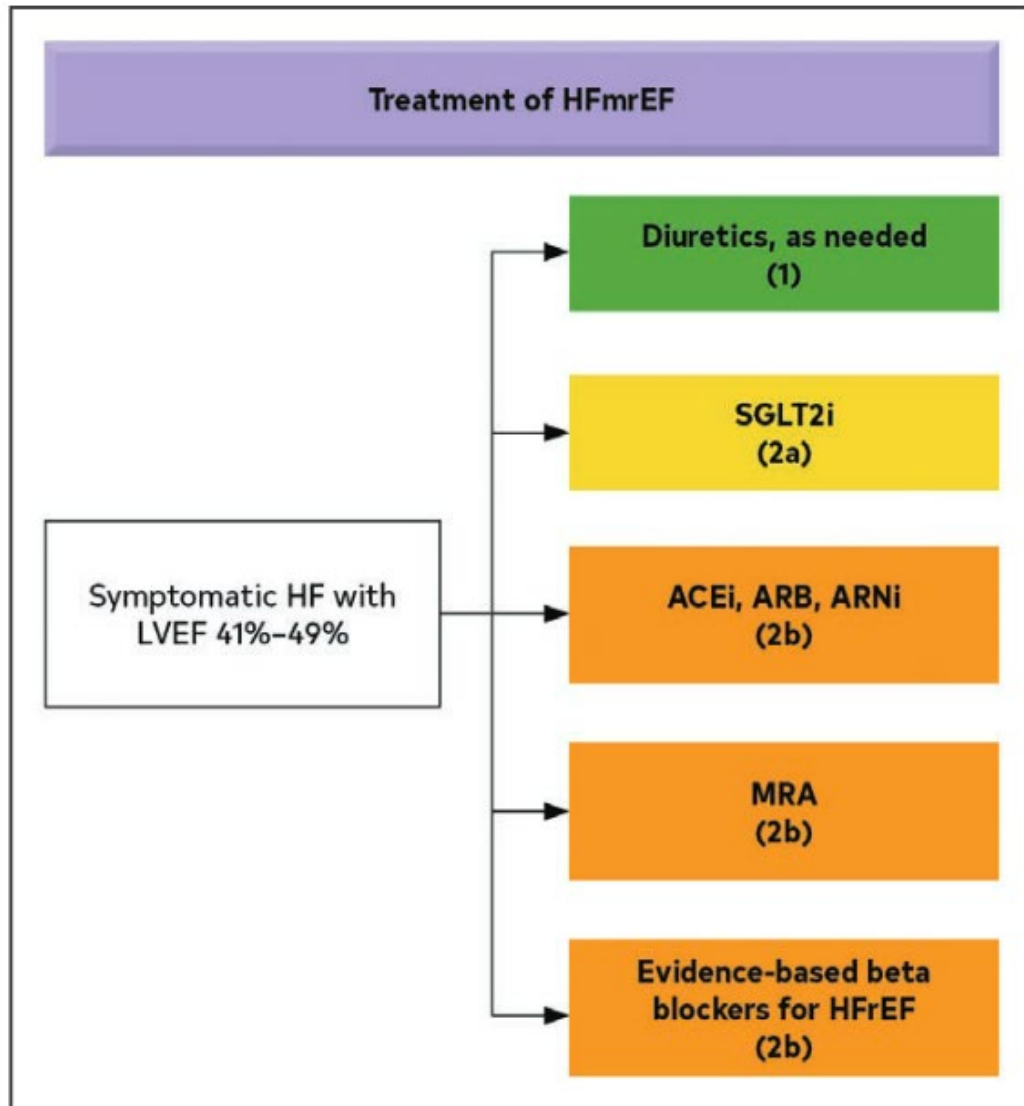 Treatment of HFmrEF
Diuretics, as needed
(1)
SGLT2i
(2a)
Symptomatic HF with
LVEF 41%–49%
ACEi, ARB, ARNi
(2b)
MRA
(2b)
Evidence-based beta
blockers for HFrEF
(2b)